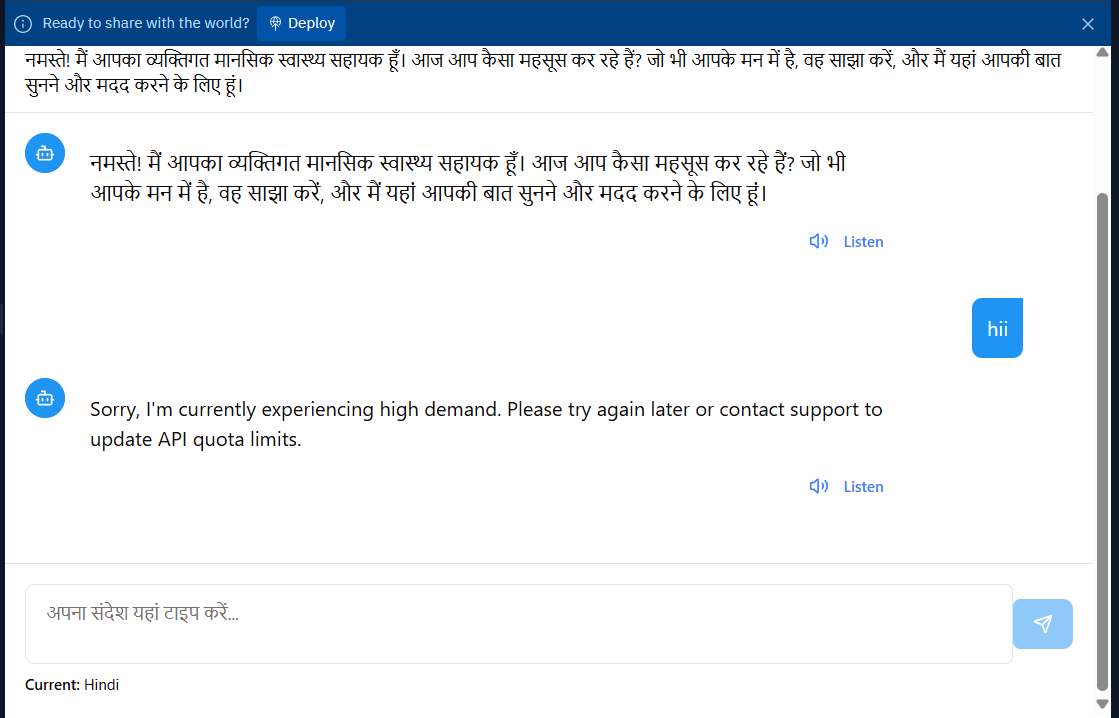 Ready to share with the world? Deploy
नमस्ते! मैं आपका व्यक्तिगत मानसिक स्वास्थ्य सहायक हूँ। आज आप कैसा महसूस कर रहे हैं? जो भी आपके मन में है, वह साझा करें, और मैं यहां आपकी बात
सुनने और मदद करने के लिए हूं।
नमस्ते! मैं आपका व्यक्तिगत मानसिक स्वास्थ्य सहायक हूँ। आज आप कैसा महसूस कर रहे हैं? जो भी
आपके मन में है, वह साझा करें, और मैं यहां आपकी बात सुनने और मदद करने के लिए हूं।
Listen
hii
Sorry, I'm currently experiencing high demand. Please try again later or contact support to
update API quota limits.
Listen
अपना संदेश यहां टाइप करें...
Current: Hindi